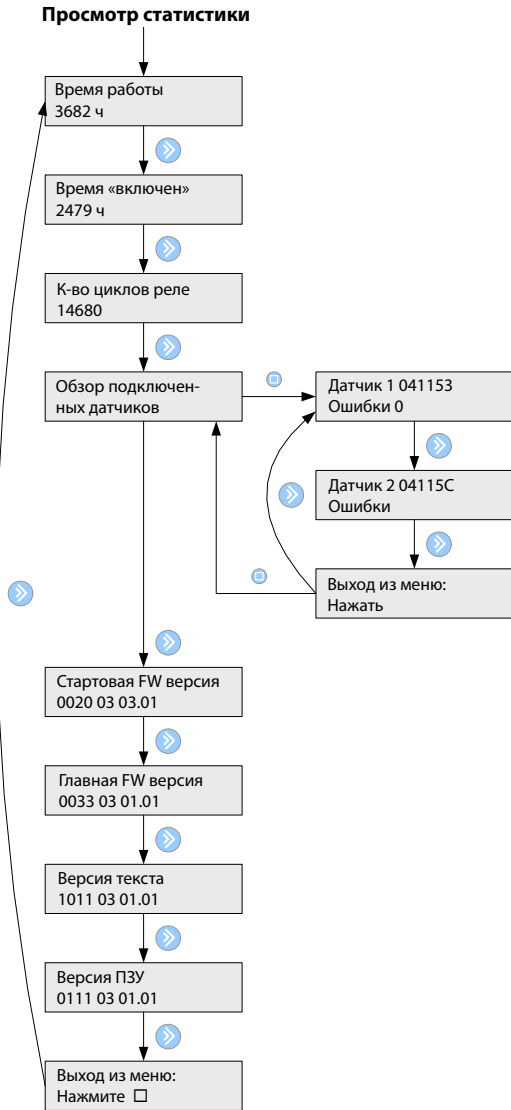 Просмотр статистики
Время работы
3682 ч
Время «включен»
2479 ч
К-во циклов реле
14680
Обзор подключен-
ных датчиков
Датчик 1 041153
Ошибки 0
Датчик 2 04115C
Ошибки
Выход из меню:
Нажать
Стартовая FW версия
0020 03 03.01
Главная FW версия
0033 03 01.01
Версия текста
1011 03 01.01
Версия ПЗУ
0111 03 01.01
Выход из меню:
Нажмите □